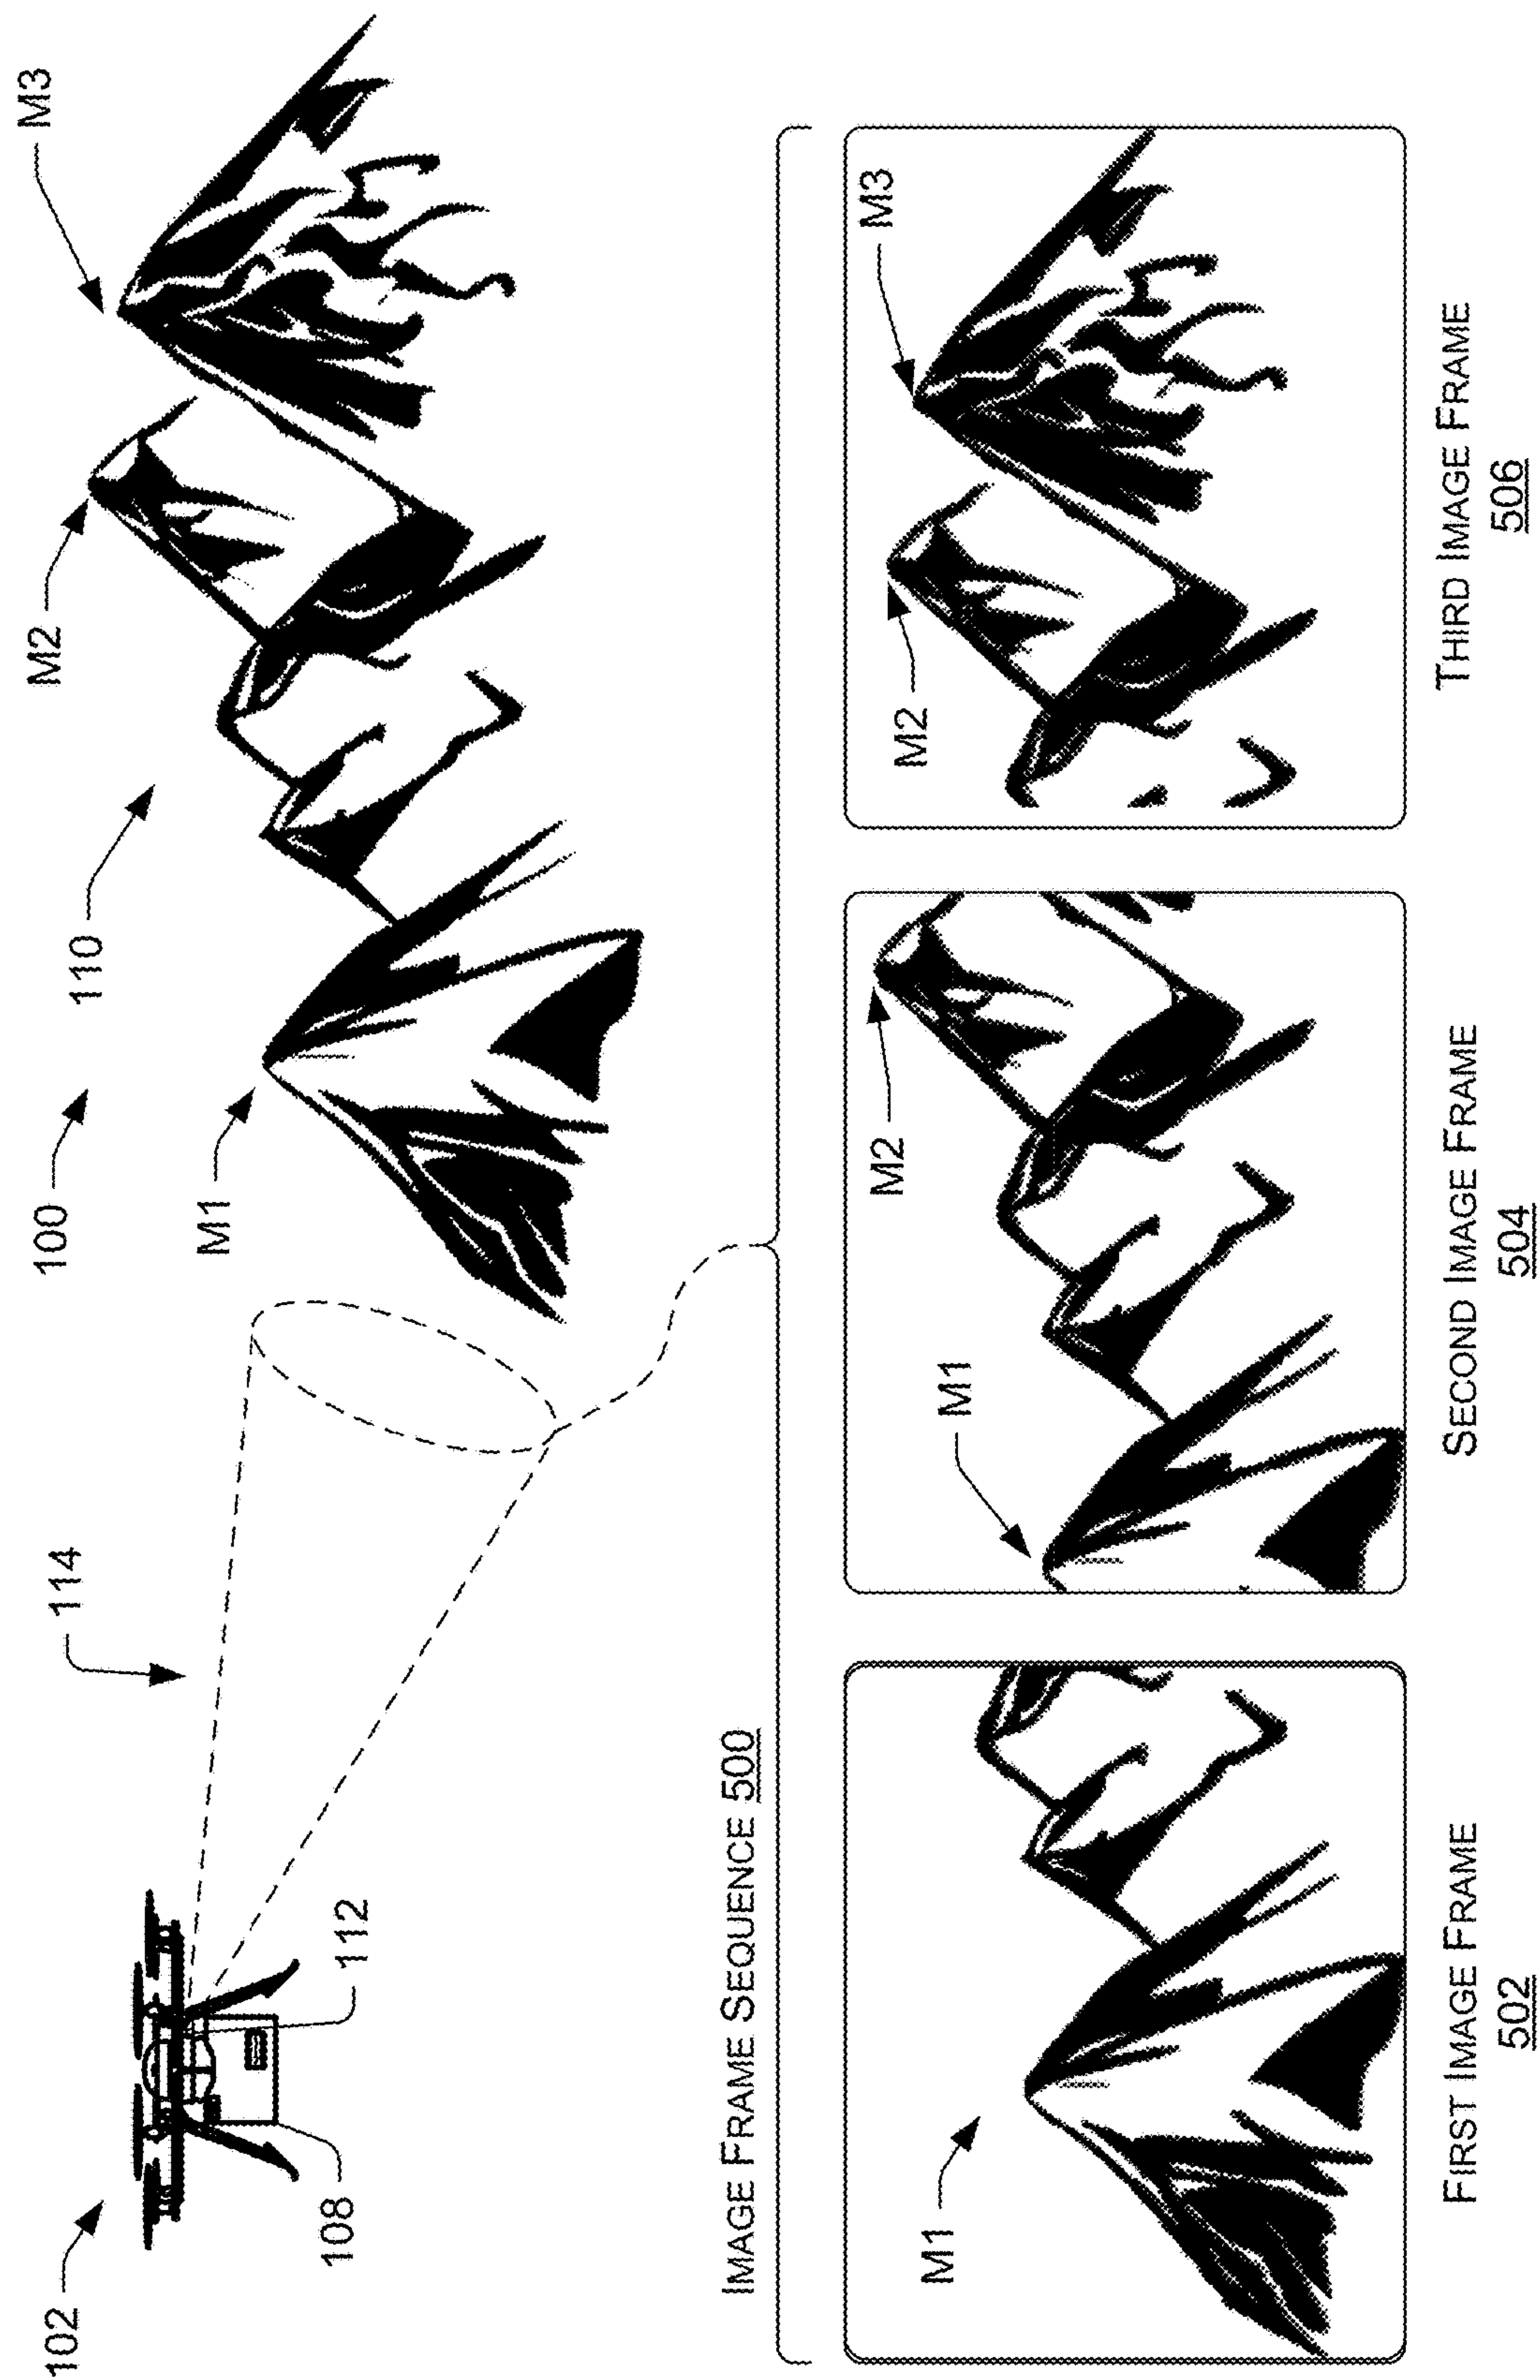 102
108
112
114
100
110
M1
M2
M3
IMAGE FRAME SEQUENCE 500
M1
M1
M2
M2
M3
FIRST IMAGE FRAME
502
SECOND IMAGE FRAME
504
THIRD IMAGE FRAME
506